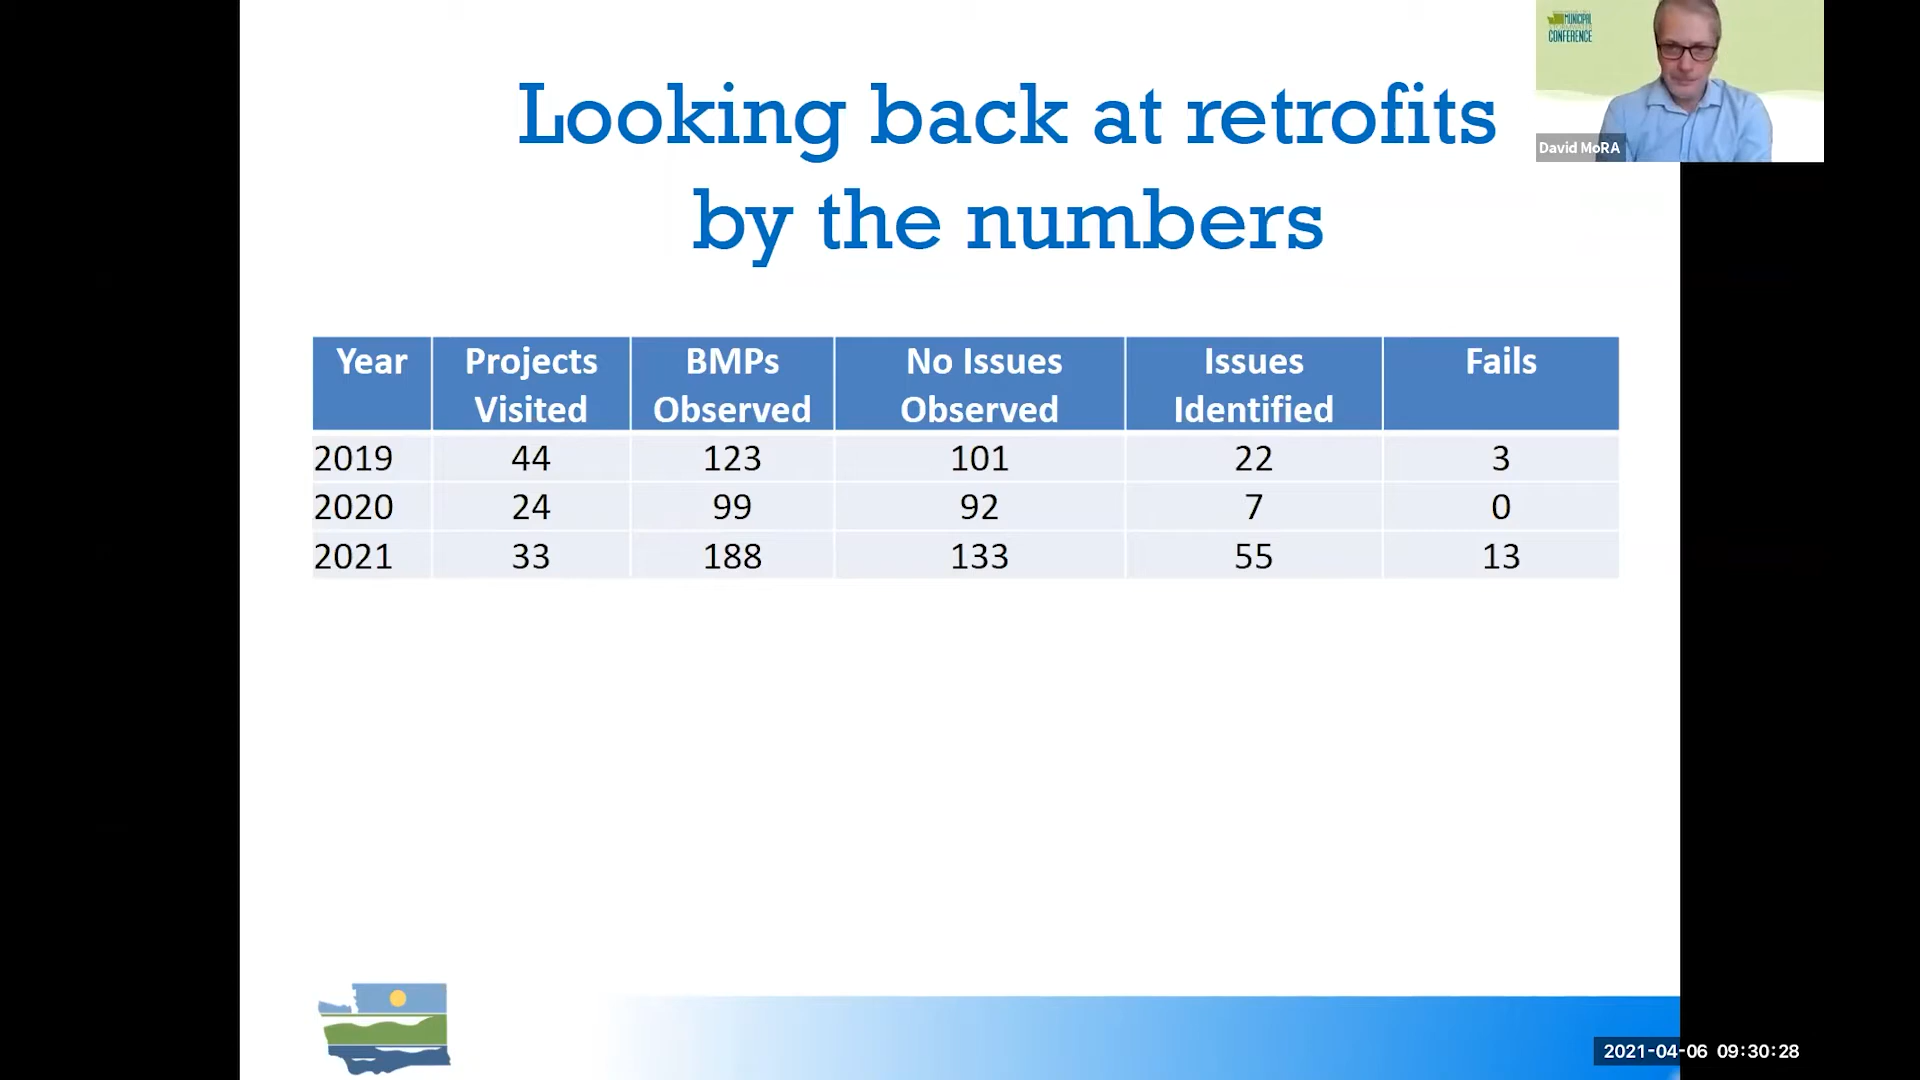 MUNICIPAL
CONFERENCE
David MoRA
Looking back at retrofits
by the numbers
Year Projects Visited BMPs Observed No Issues Observed Issues Identified Fails
2019 44 123 101 22 3
2020 24 99 92 7 0
2021 33 188 133 55 13
2021-04-06 09:30:28